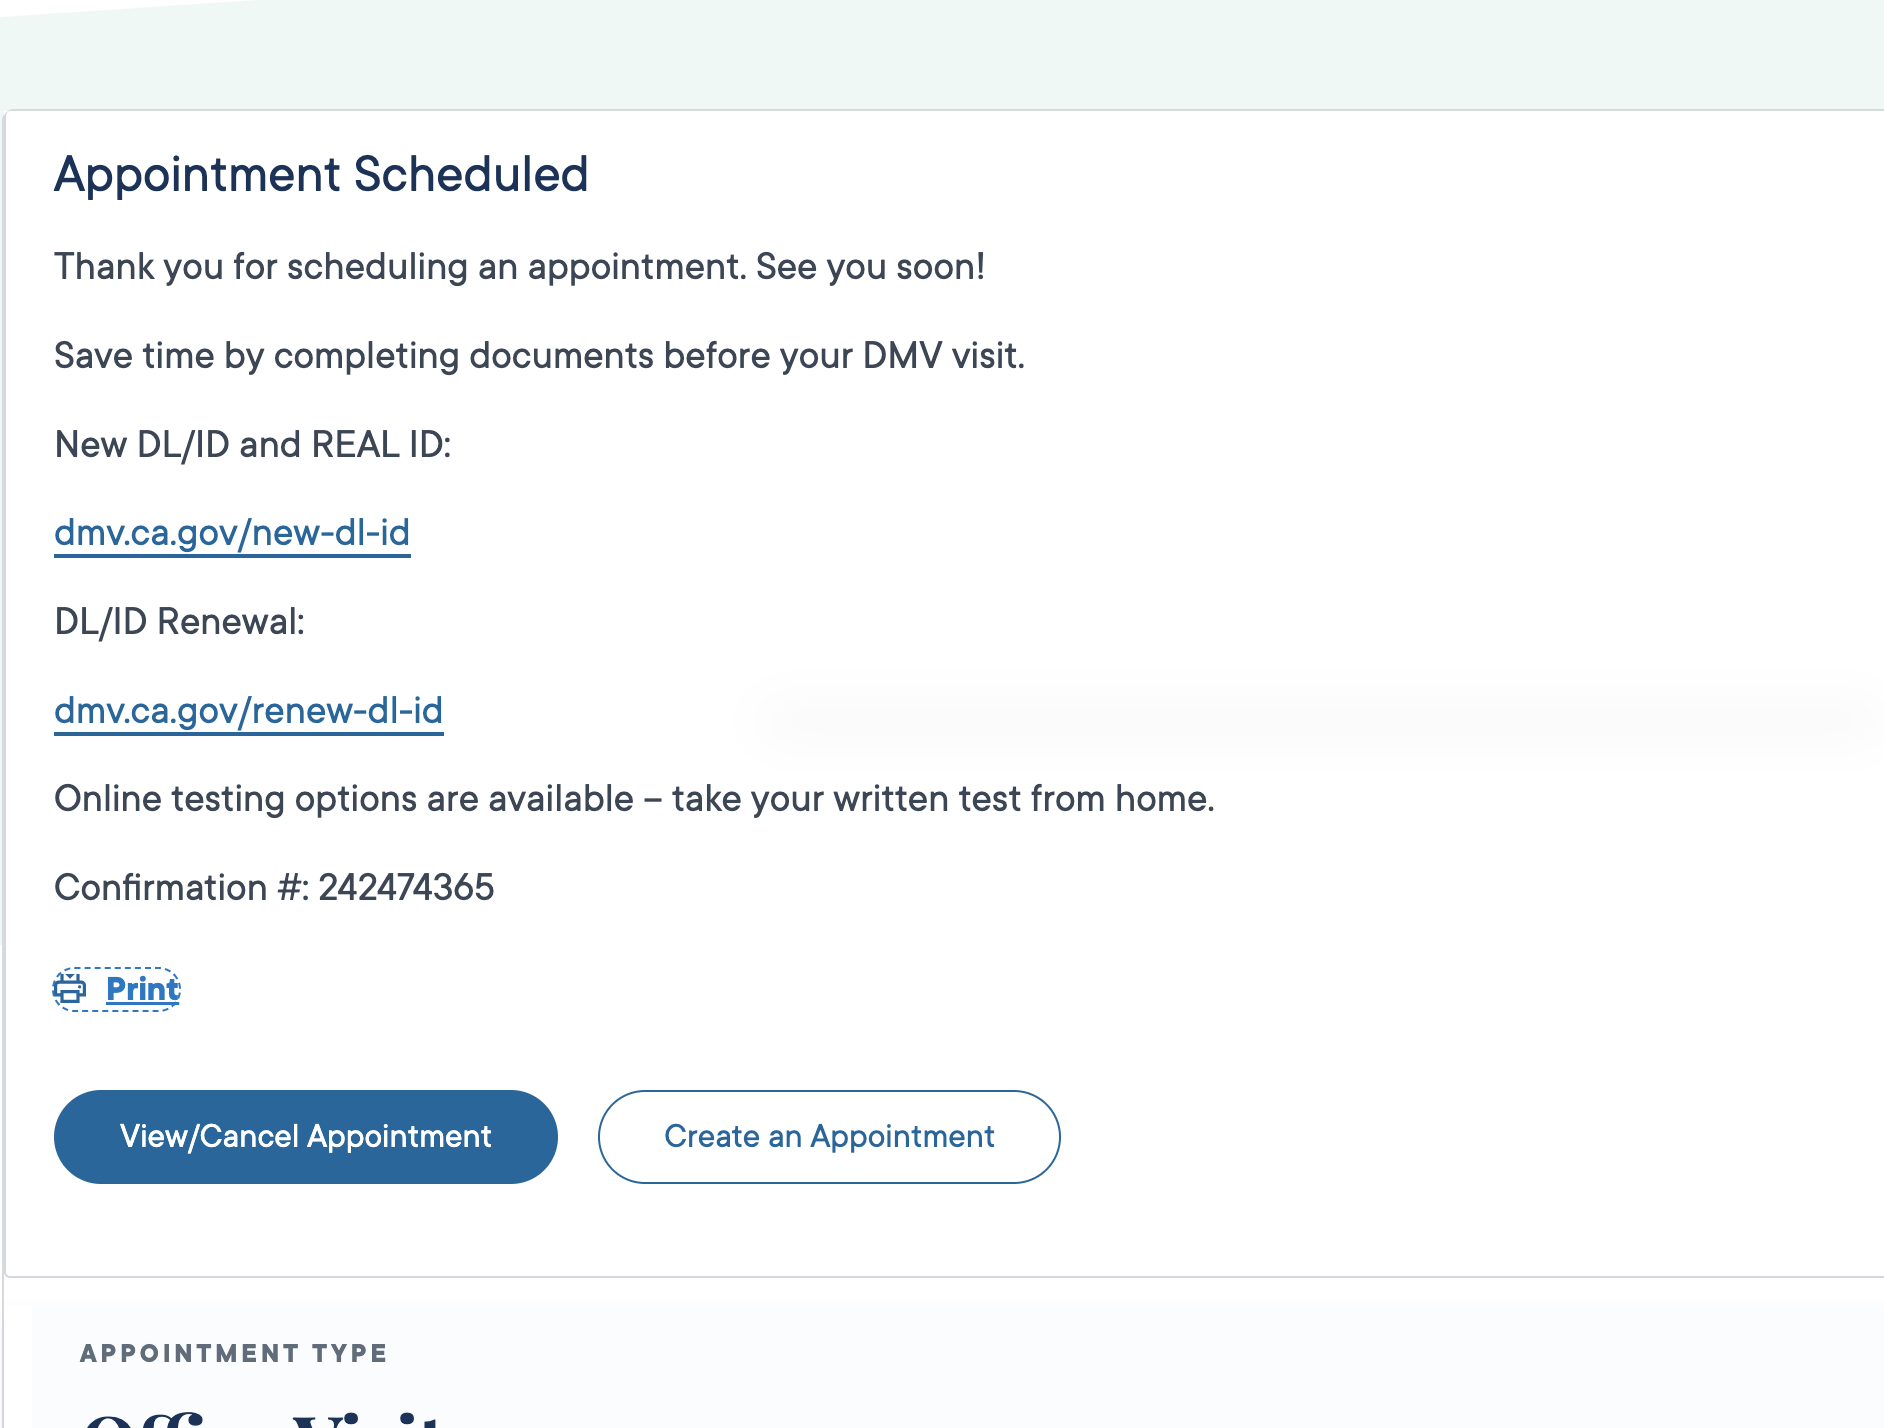 Appointment Scheduled
Thank you for scheduling an appointment. See you soon!
Save time by completing documents before your DMV visit.
New DL/ID and REAL ID:
dmv.ca.gov/new-dl-id
DL/ID Renewal:
dmv.ca.gov/renew-dl-id
Online testing options are available – take your written test from home.
Confirmation #: 242474365
Print
View/Cancel Appointment
Create an Appointment
APPOINTMENT TYPE
Office Visit